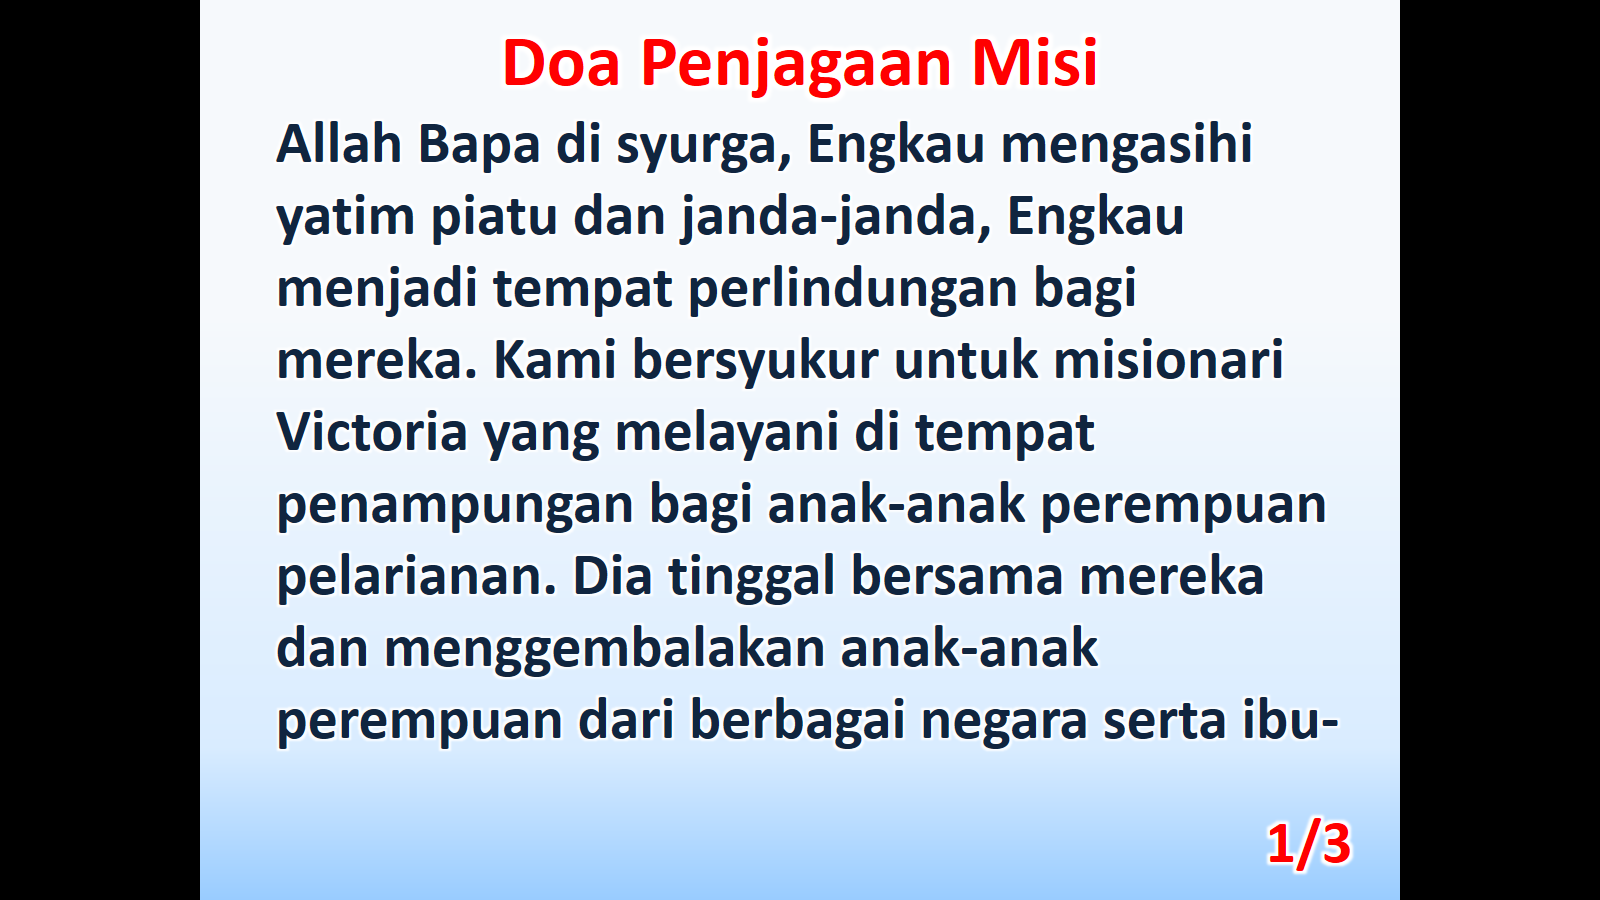 Doa Penjagaan Misi
Allah Bapa di syurga, Engkau mengasihi
yatim piatu dan janda-janda, Engkau
menjadi tempat perlindungan bagi
mereka. Kami bersyukur untuk misionari
Victoria yang melayani di tempat
penampungan bagi anak-anak perempuan
pelarianan. Dia tinggal bersama mereka
dan menggembalakan anak-anak
perempuan dari berbagai negara serta ibu-
1/3